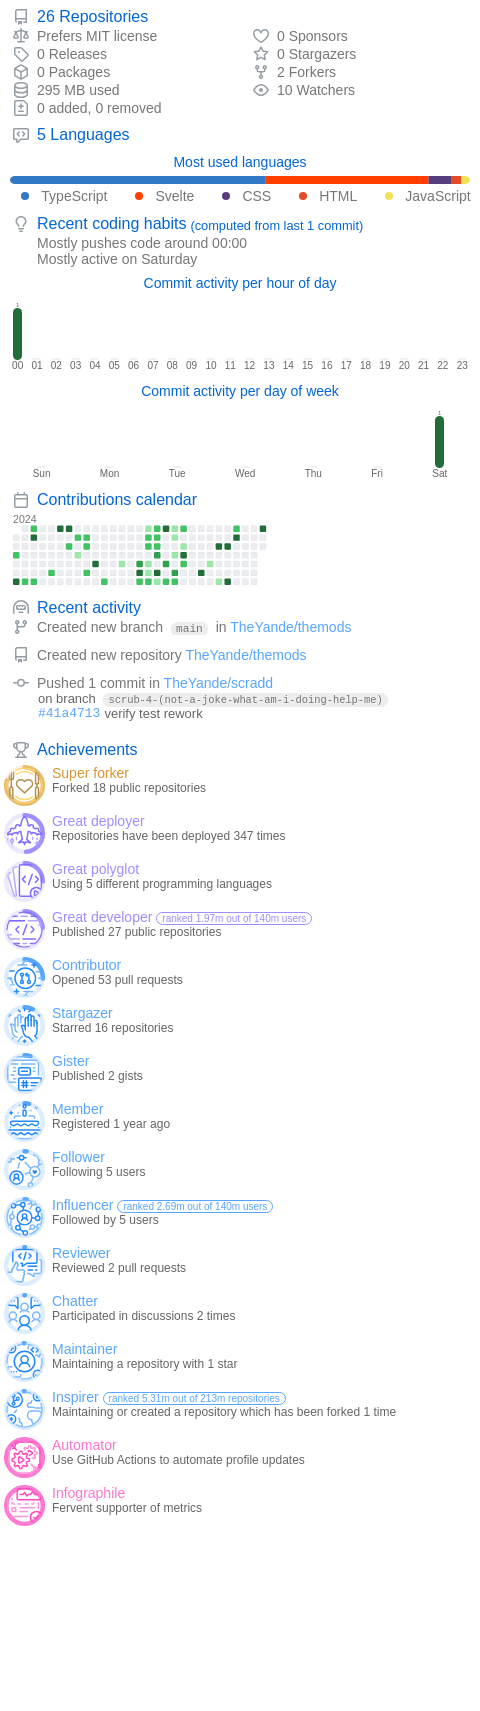 26 Repositories
Prefers MIT license
0 Sponsors
0 Releases
0 Stargazers
0 Packages
2 Forkers
295 MB used
10 Watchers
0 added, 0 removed
5 Languages
Most used languages
TypeScript Svelte CSS HTML JavaScript
Recent coding habits (computed from last 1 commit)
Mostly pushes code around 00:00
Mostly active on Saturday
Commit activity per hour of day
1
00 01 02 03 04 05 06 07 08 09 10 11 12 13 14 15 16 17 18 19 20 21 22 23
Commit activity per day of week
1
Sun Mon Tue Wed Thu Fri Sat
Contributions calendar
2024
Recent activity
Created new branch main in TheYande/themods
Created new repository TheYande/themods
Pushed 1 commit in TheYande/scradd
on branch scrub-4-(not-a-joke-what-am-i-doing-help-me)
#41a4713 verify test rework
Achievements
Super forker
Forked 18 public repositories
Great deployer
Repositories have been deployed 347 times
Great polyglot
Using 5 different programming languages
Great developer ranked 1.97m out of 140m users
Published 27 public repositories
Contributor
Opened 53 pull requests
Stargazer
Starred 16 repositories
Gister
Published 2 gists
Member
Registered 1 year ago
Follower
Following 5 users
Influencer ranked 2.69m out of 140m users
Followed by 5 users
Reviewer
Reviewed 2 pull requests
Chatter
Participated in discussions 2 times
Maintainer
Maintaining a repository with 1 star
Inspirer ranked 5.31m out of 213m repositories
Maintaining or created a repository which has been forked 1 time
Automator
Use GitHub Actions to automate profile updates
Infographile
Fervent supporter of metrics